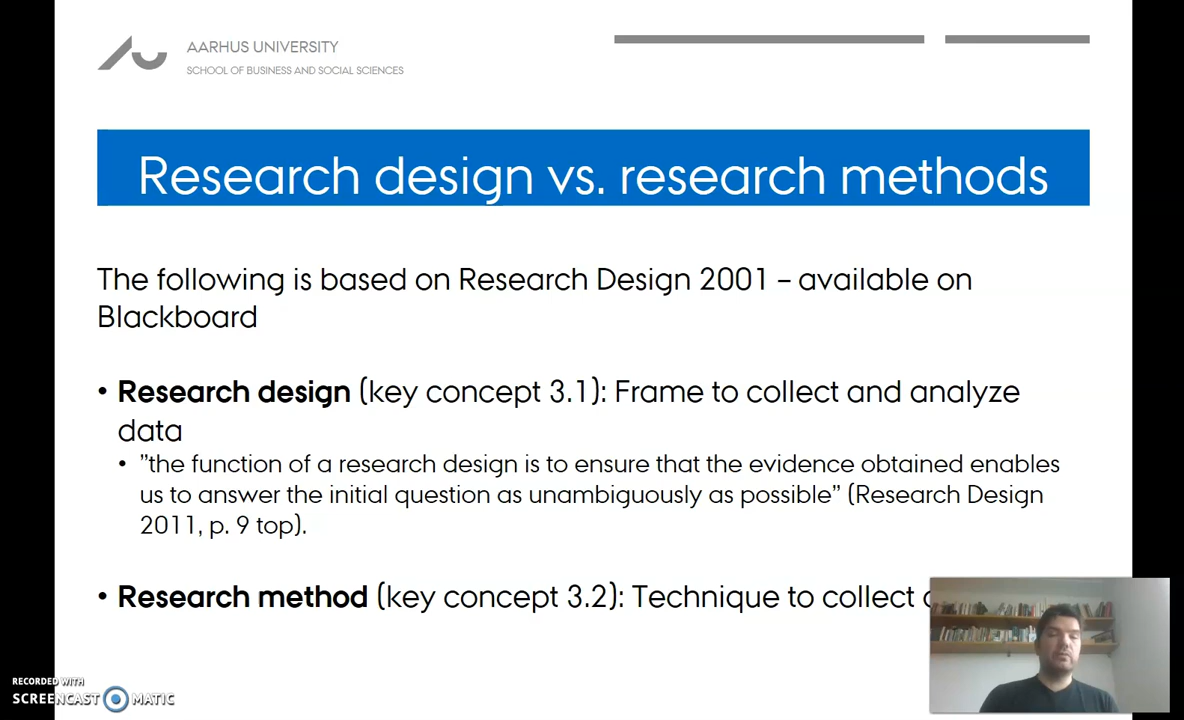 AARHUS UNIVERSITY
SCHOOL OF BUSINESS AND SOCIAL SCIENCES
Research design vs. research methods
The following is based on Research Design 2001 – available on
Blackboard
• Research design (key concept 3.1): Frame to collect and analyze
data
• ”the function of a research design is to ensure that the evidence obtained enables
us to answer the initial question as unambiguously as possible” (Research Design
2011, p. 9 top).
• Research method (key concept 3.2): Technique to collect
RECORDED WITH
SCREENCAST MATIC